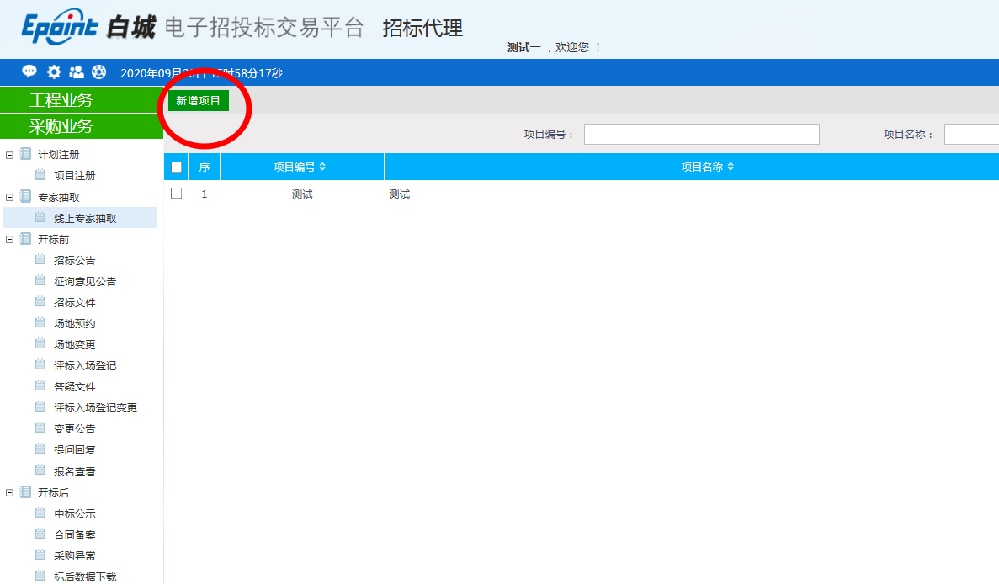 Epoint 白城 电子招投标交易平台 招标代理
测试一 ，欢迎您 ！
2020年09月 日 1 时58分17秒
工程业务
新增项目
采购业务
项目编号：
项目名称：
计划注册
项目注册
专家抽取
线上专家抽取
开标前
招标公告
征询意见公告
招标文件
场地预约
场地变更
评标入场登记
答疑文件
评标入场登记变更
变更公告
提问回复
报名查看
开标后
中标公示
合同备案
采购异常
标后数据下载
序 项目编号 项目名称
1 测试 测试